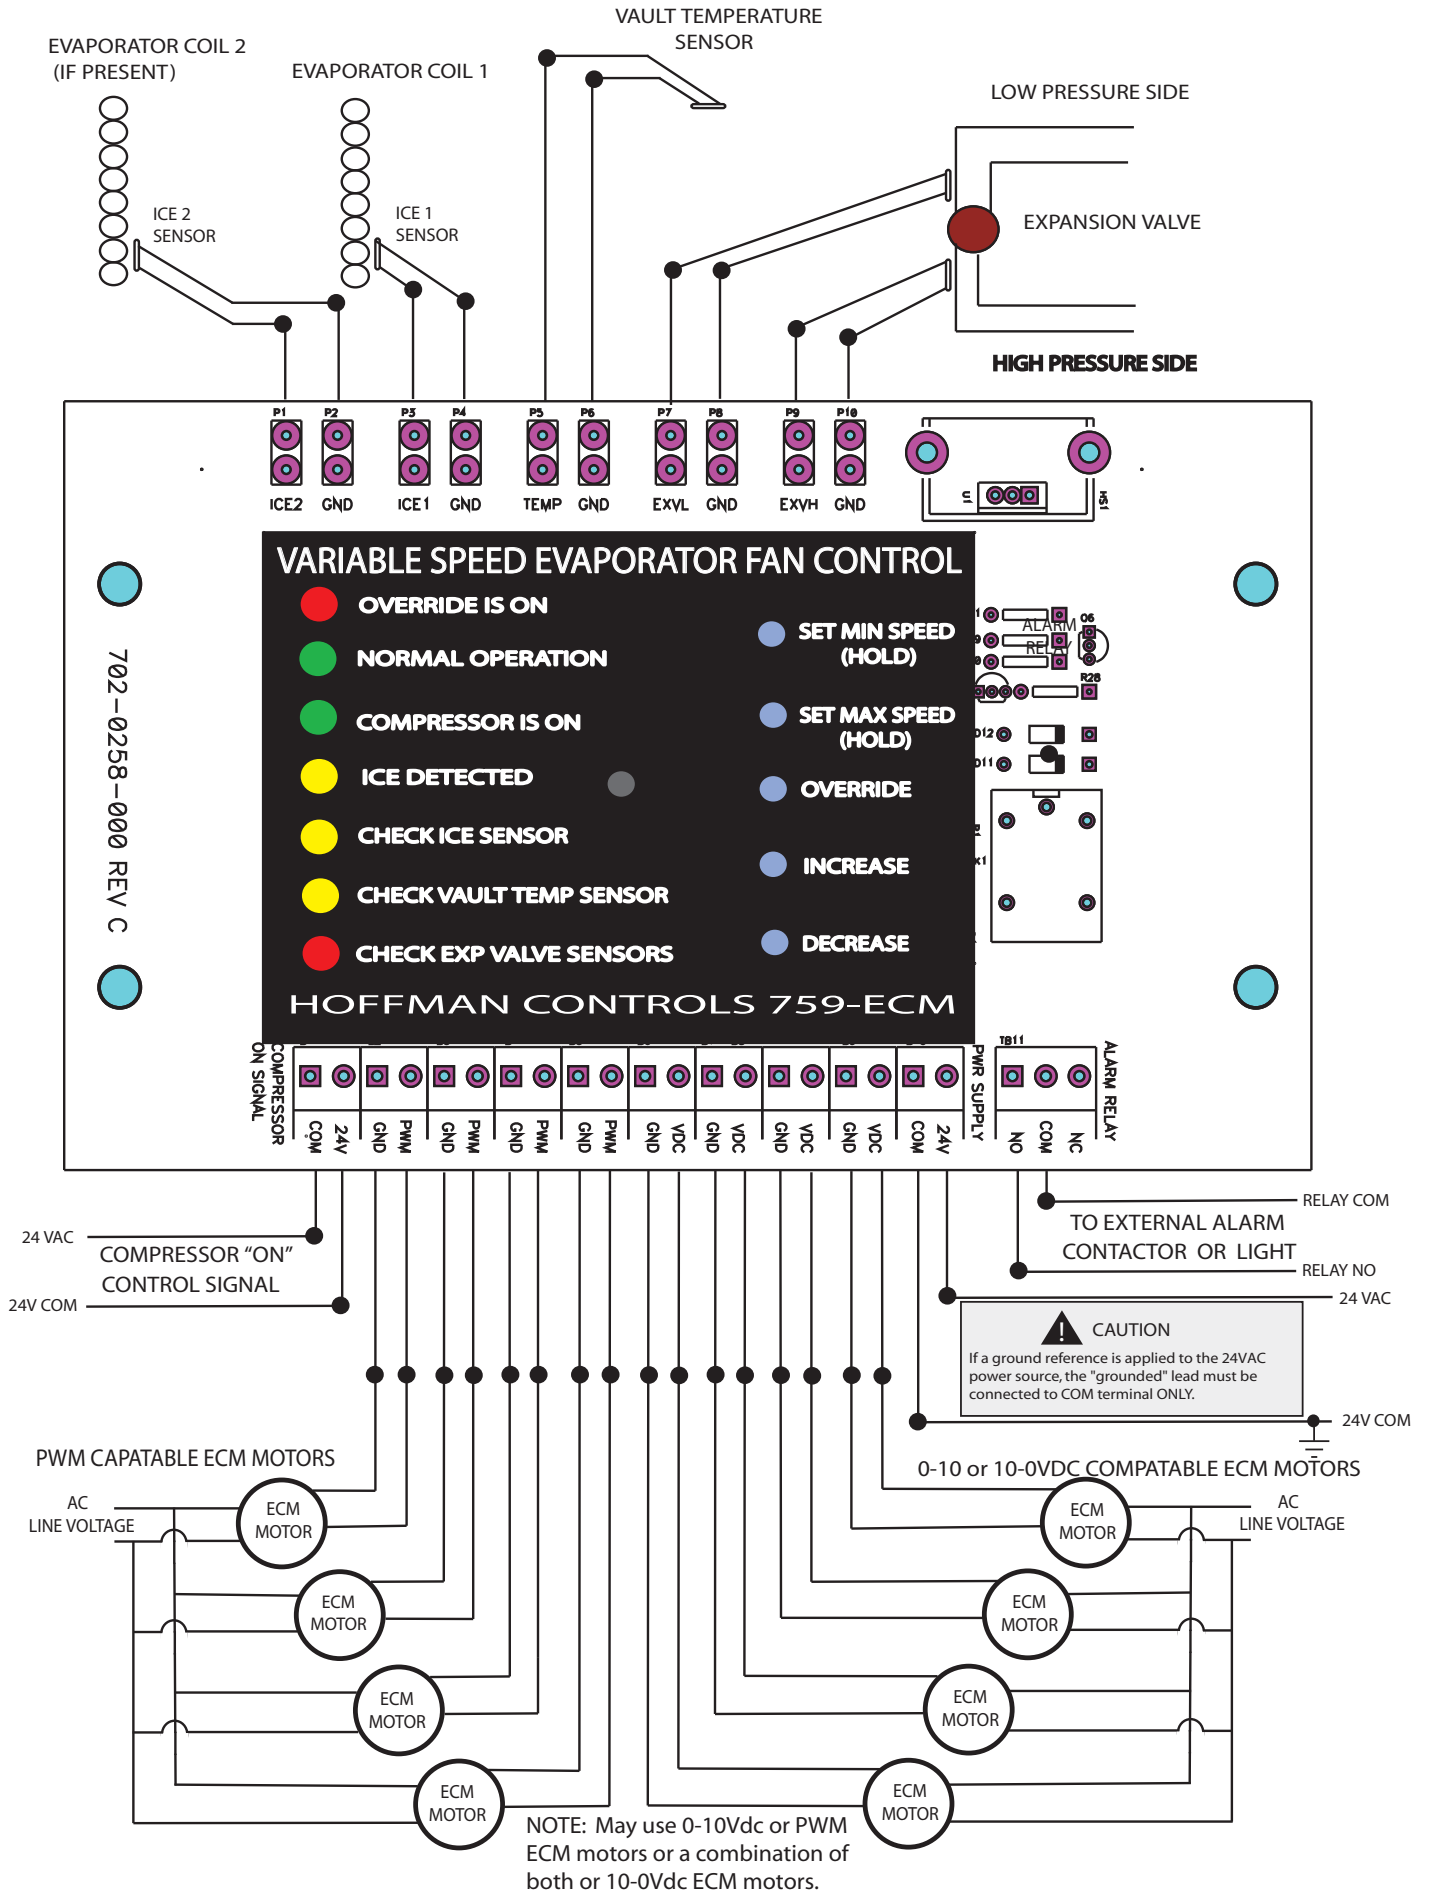 VAULT TEMPERATURE
SENSOR
EVAPORATOR COIL 2
(IF PRESENT)
EVAPORATOR COIL 1
LOW PRESSURE SIDE
ICE 2
SENSOR
ICE 1
SENSOR
EXPANSION VALVE
HIGH PRESSURE SIDE
P1 P2 P3 P4 P5 P6 P7 P8 P9 P10
ICE2 GND ICE1 GND TEMP GND EXVL GND EXVH GND
U1
HS1
VARIABLE SPEED EVAPORATOR FAN CONTROL
OVERRIDE IS ON
NORMAL OPERATION
COMPRESSOR IS ON
ICE DETECTED
CHECK ICE SENSOR
CHECK VAULT TEMP SENSOR
CHECK EXP VALVE SENSORS
SET MIN SPEED
(HOLD)
SET MAX SPEED
(HOLD)
OVERRIDE
INCREASE
DECREASE
HOFFMAN CONTROLS 759-ECM
ALARM
RELAY
Q6
R28
D12
D11
702-0258-000 REV C
COMPRESSOR
ON SIGNAL
PWR SUPPLY
TB11
ALARM RELAY
COM 24V GND PWM GND PWM GND PWM GND PWM GND VDC GND VDC GND VDC GND VDC COM 24V NO COM NC
24 VAC
COMPRESSOR “ON”
CONTROL SIGNAL
24V COM
RELAY COM
TO EXTERNAL ALARM
CONTACTOR OR LIGHT
RELAY NO
24 VAC
CAUTION
If a ground reference is applied to the 24VAC
power source, the "grounded" lead must be
connected to COM terminal ONLY.
24V COM
PWM CAPATABLE ECM MOTORS
0-10 or 10-0VDC COMPATABLE ECM MOTORS
AC
LINE VOLTAGE
ECM
MOTOR
ECM
MOTOR
AC
LINE VOLTAGE
ECM
MOTOR
ECM
MOTOR
ECM
MOTOR
ECM
MOTOR
ECM
MOTOR
ECM
MOTOR
NOTE: May use 0-10Vdc or PWM
ECM motors or a combination of
both or 10-0Vdc ECM motors.